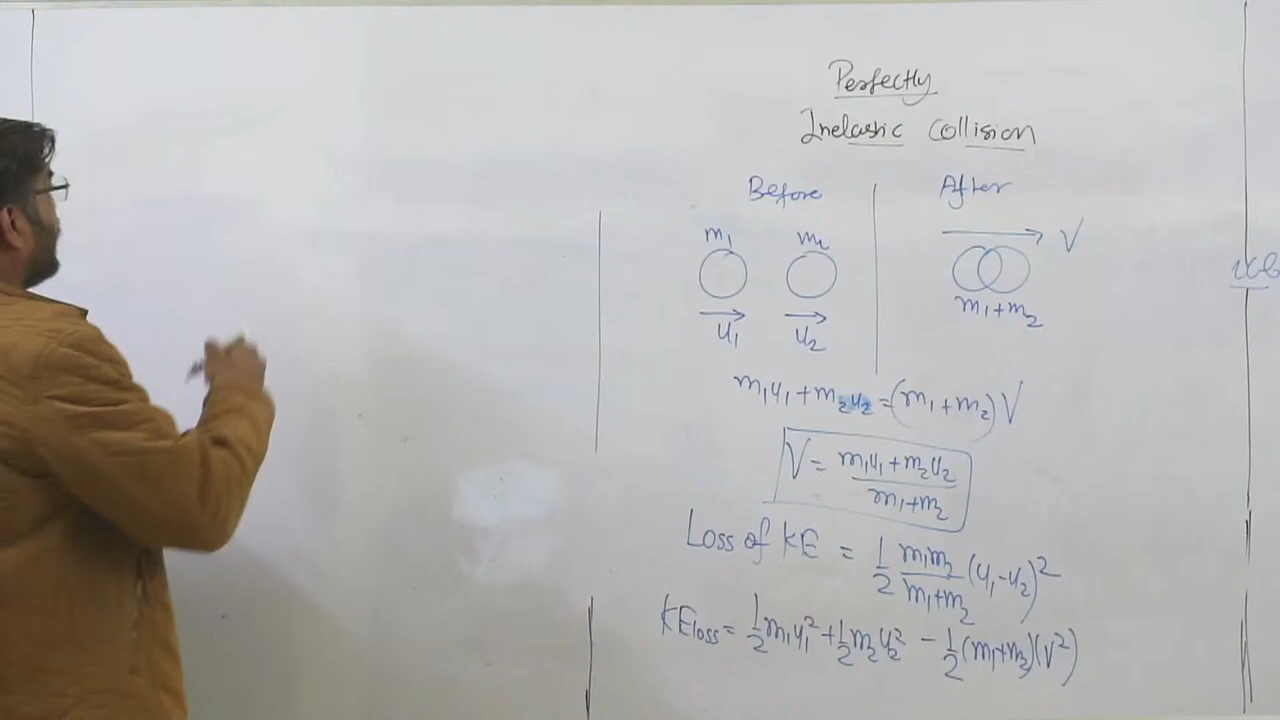 Perfectly
Inelastic Collision
Before After
m₁ m₂
V
u₁ u₂
m₁+m₂
m₁u₁ + m₂u₂ = (m₁+m₂)V
V = (m₁u₁ + m₂u₂)/(m₁+m₂)
Loss of KE = 1/2 m₁m₂/(m₁+m₂) (u₁-u₂)²
KEloss = 1/2 m₁u₁² + 1/2 m₂u₂² - 1/2 (m₁+m₂)(V²)